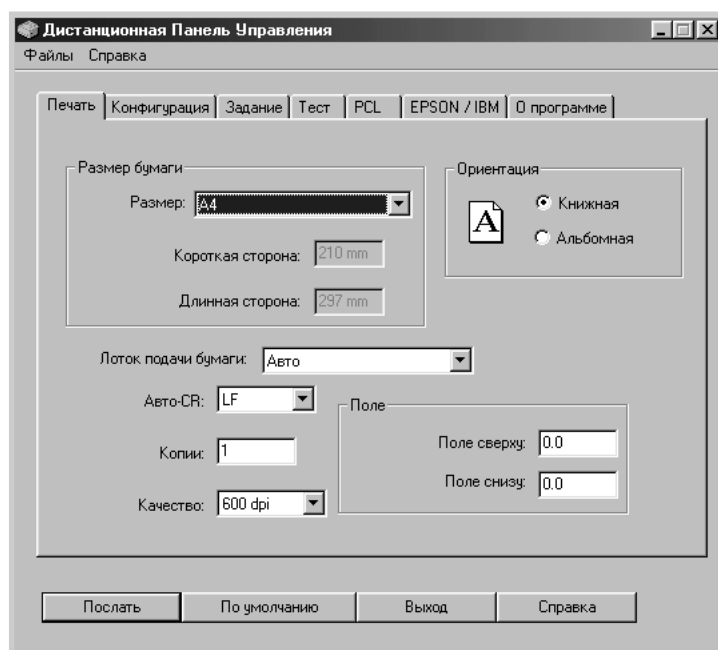 Дистанционная Панель Управления
Файлы Справка
Печать Конфигурация Задание Тест PCL EPSON / IBM О программе
Размер бумаги
Размер: A4
Короткая сторона: 210 mm
Длинная сторона: 297 mm
Ориентация
A
Книжная
Альбомная
Лоток подачи бумаги: Авто
Авто-CR: LF
Копии: 1
Качество: 600 dpi
Поле
Поле сверху: 0.0
Поле снизу: 0.0
Послать По умолчанию Выход Справка